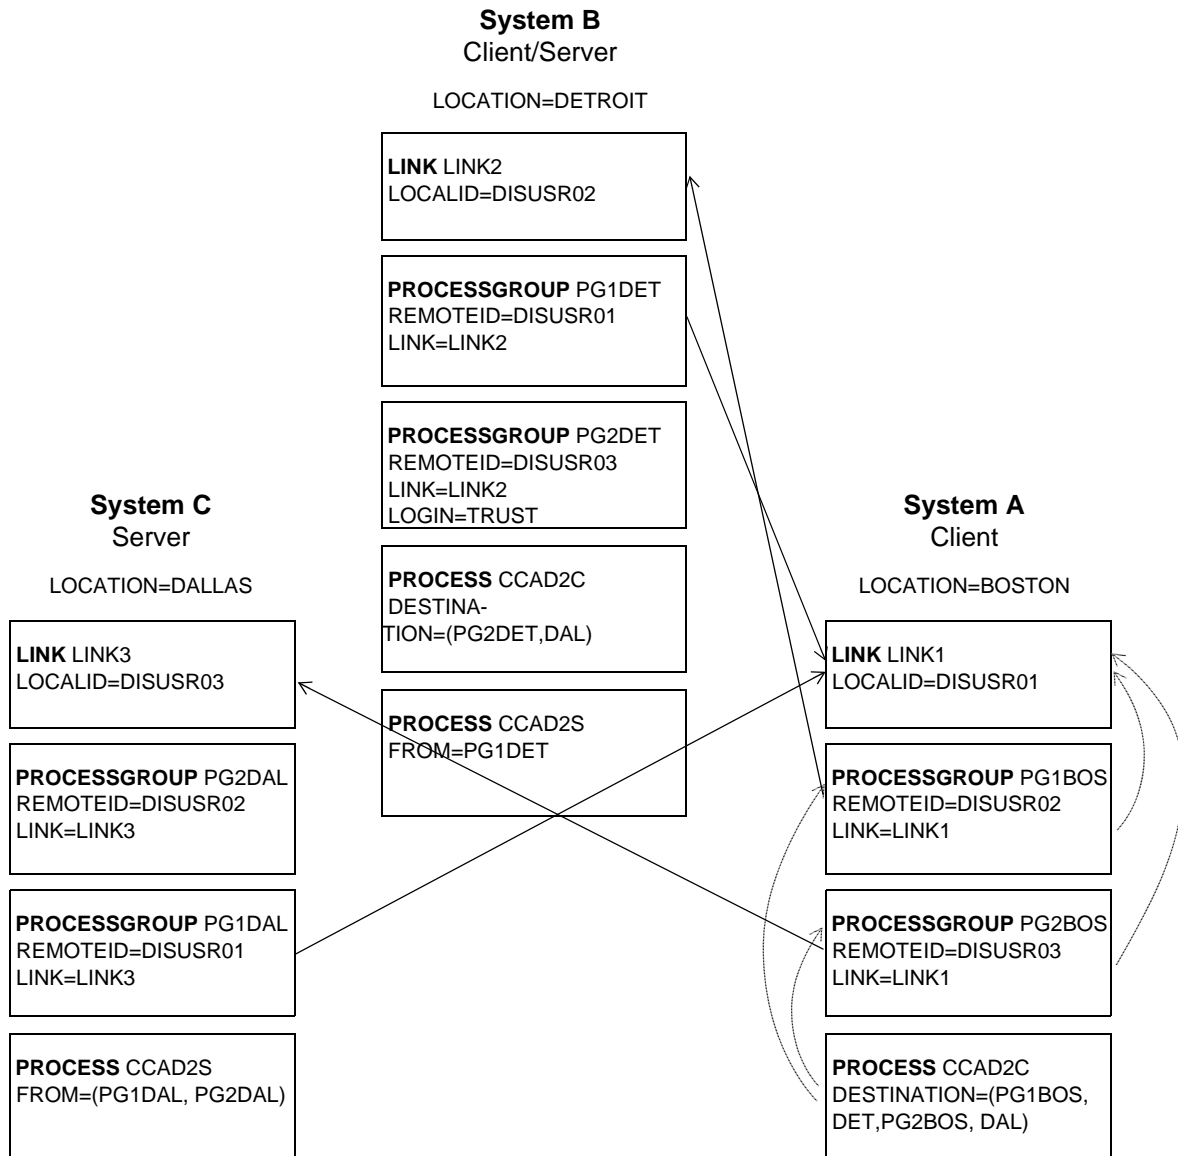 System B
Client/Server
LOCATION=DETROIT
LINK LINK2
LOCALID=DISUSR02
PROCESSGROUP PG1DET
REMOTEID=DISUSR01
LINK=LINK2
PROCESSGROUP PG2DET
REMOTEID=DISUSR03
LINK=LINK2
LOGIN=TRUST
PROCESS CCAD2C
DESTINA-
TION=(PG2DET,DAL)
PROCESS CCAD2S
FROM=PG1DET
System C
Server
LOCATION=DALLAS
LINK LINK3
LOCALID=DISUSR03
PROCESSGROUP PG2DAL
REMOTEID=DISUSR02
LINK=LINK3
PROCESSGROUP PG1DAL
REMOTEID=DISUSR01
LINK=LINK3
PROCESS CCAD2S
FROM=(PG1DAL, PG2DAL)
System A
Client
LOCATION=BOSTON
LINK LINK1
LOCALID=DISUSR01
PROCESSGROUP PG1BOS
REMOTEID=DISUSR02
LINK=LINK1
PROCESSGROUP PG2BOS
REMOTEID=DISUSR03
LINK=LINK1
PROCESS CCAD2C
DESTINATION=(PG1BOS,
DET,PG2BOS, DAL)